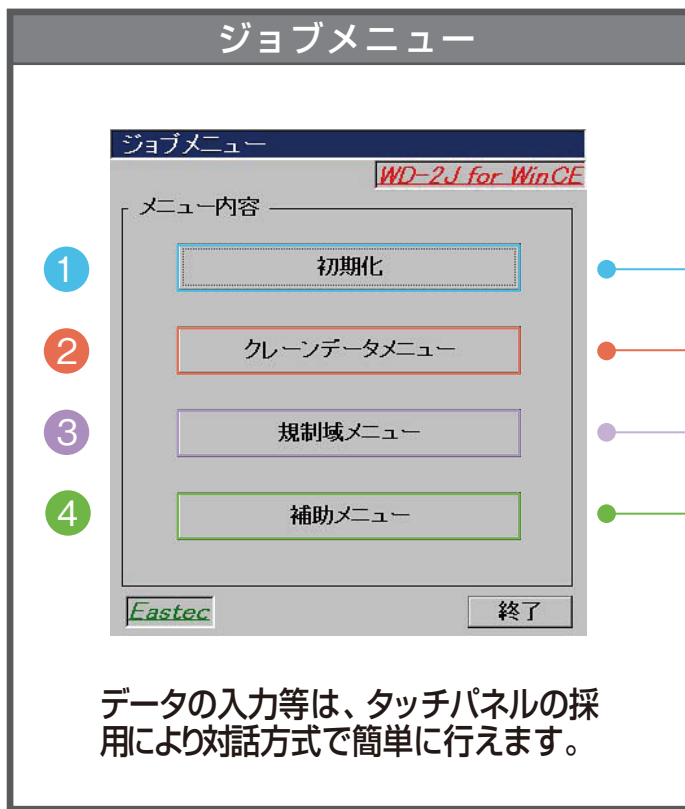 ジョブメニュー
ジョブメニュー
WD-2J for WinCE
メニュー内容
1 初期化
2 クレーンデータメニュー
3 規制域メニュー
4 補助メニュー
Eastec 終了
データの入力等は、タッチパネルの採
用により対話方式で簡単に行えます。